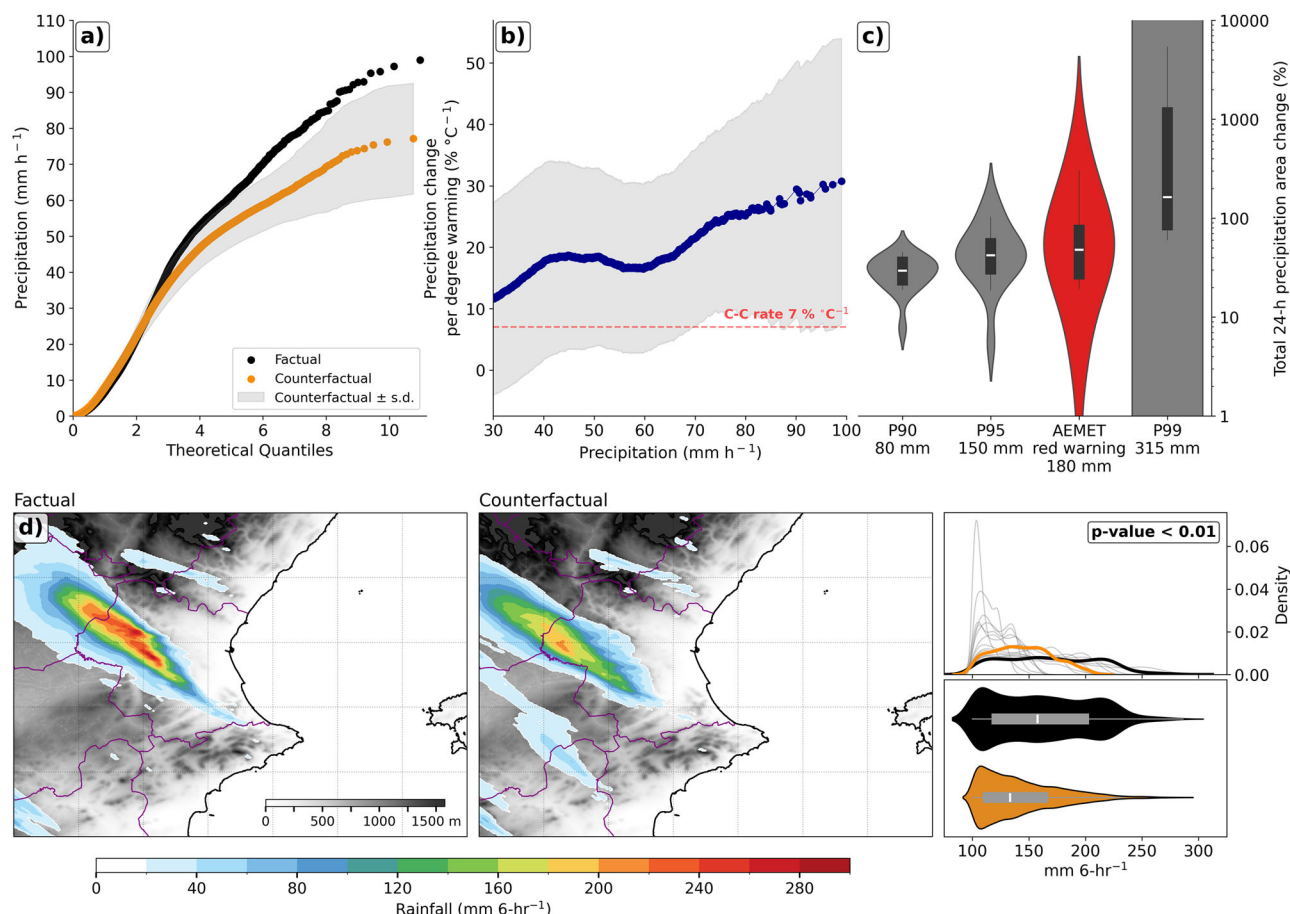 a)
Precipitation (mm h⁻¹)
110
100
90
80
70
60
50
40
30
20
10
0
0 2 4 6 8 10
Theoretical Quantiles
Factual
Counterfactual
Counterfactual ± s.d.
b)
Precipitation change
per degree warming (% °C⁻¹)
50
40
30
20
10
0
C-C rate 7 % °C⁻¹
30 40 50 60 70 80 90 100
Precipitation (mm h⁻¹)
c)
10000
1000
100
10
1
Total 24-h precipitation area change (%)
P90
80 mm
P95
150 mm
AEMET
red warning
180 mm
P99
315 mm
Factual
d)
0 500 1000 1500 m
Counterfactual
p-value < 0.01
0.06
0.04
0.02
0.00
Density
100 150 200 250 300
mm 6-hr⁻¹
0 40 80 120 160 200 240 280
Rainfall (mm 6-hr⁻¹)